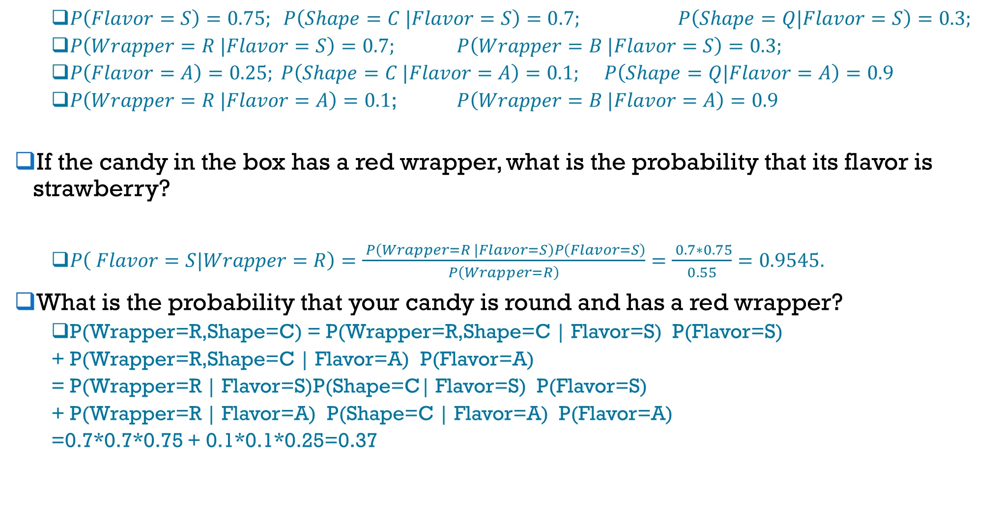 ❑P(Flavor = S) = 0.75; P(Shape = C |Flavor = S) = 0.7; P(Shape = Q|Flavor = S) = 0.3;
❑P(Wrapper = R |Flavor = S) = 0.7; P(Wrapper = B |Flavor = S) = 0.3;
❑P(Flavor = A) = 0.25; P(Shape = C |Flavor = A) = 0.1; P(Shape = Q|Flavor = A) = 0.9
❑P(Wrapper = R |Flavor = A) = 0.1; P(Wrapper = B |Flavor = A) = 0.9
❑If the candy in the box has a red wrapper, what is the probability that its flavor is
strawberry?
❑P( Flavor = S|Wrapper = R) = P(Wrapper=R |Flavor=S)P(Flavor=S) / P(Wrapper=R) = 0.7*0.75 / 0.55 = 0.9545.
❑What is the probability that your candy is round and has a red wrapper?
❑P(Wrapper=R,Shape=C) = P(Wrapper=R,Shape=C | Flavor=S) P(Flavor=S)
+ P(Wrapper=R,Shape=C | Flavor=A) P(Flavor=A)
= P(Wrapper=R | Flavor=S)P(Shape=C| Flavor=S) P(Flavor=S)
+ P(Wrapper=R | Flavor=A) P(Shape=C | Flavor=A) P(Flavor=A)
=0.7*0.7*0.75 + 0.1*0.1*0.25=0.37